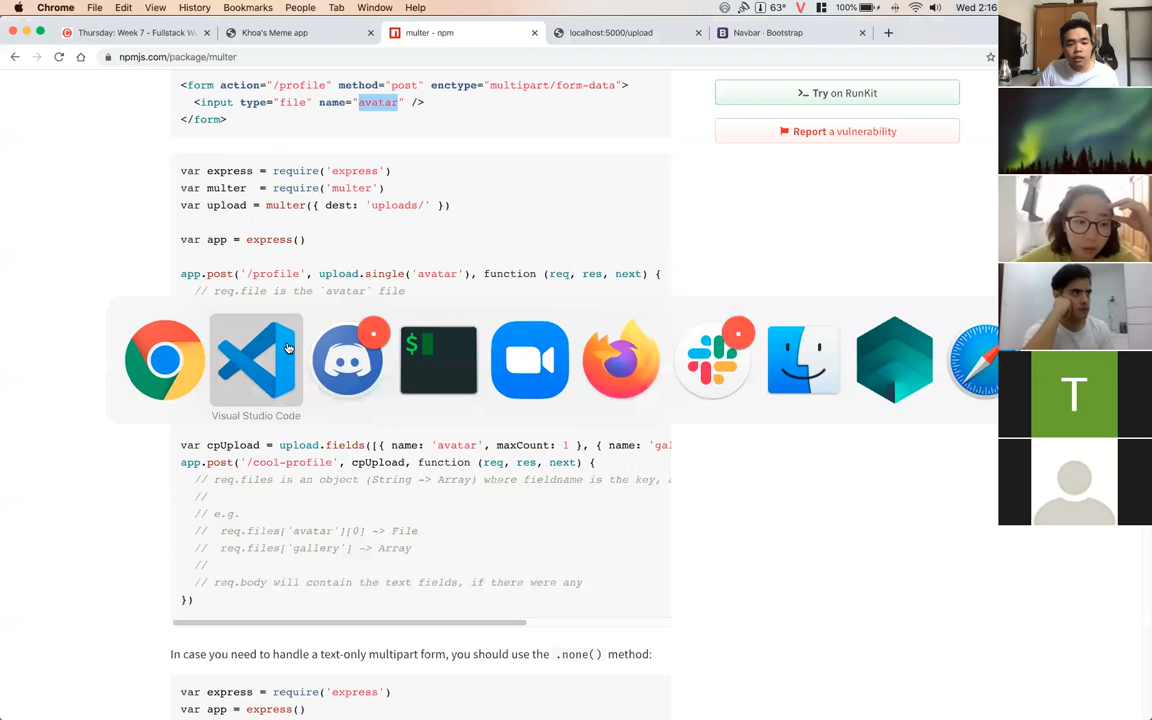 Chrome File Edit View History Bookmarks People Tab Window Help 63° 100% Wed 2:16
Thursday: Week 7 - Fullstack W
Khoa's Meme app
multer - npm
localhost:5000/upload
Navbar · Bootstrap
npmjs.com/package/multer
<form action="/profile" method="post" enctype="multipart/form-data">
<input type="file" name="avatar" />
</form>
>_ Try on RunKit
Report a vulnerability
var express = require('express')
var multer = require('multer')
var upload = multer({ dest: 'uploads/' })
var app = express()
app.post('/profile', upload.single('avatar'), function (req, res, next) {
// req.file is the `avatar` file
$
Visual Studio Code
T
var cpUpload = upload.fields([{ name: 'avatar', maxCount: 1 }, { name: 'gal
app.post('/cool-profile', cpUpload, function (req, res, next) {
// req.files is an object (String -> Array) where fieldname is the key, a
//
// e.g.
// req.files['avatar'][0] -> File
// req.files['gallery'] -> Array
//
// req.body will contain the text fields, if there were any
})
In case you need to handle a text-only multipart form, you should use the .none() method:
var express = require('express')
var app = express()